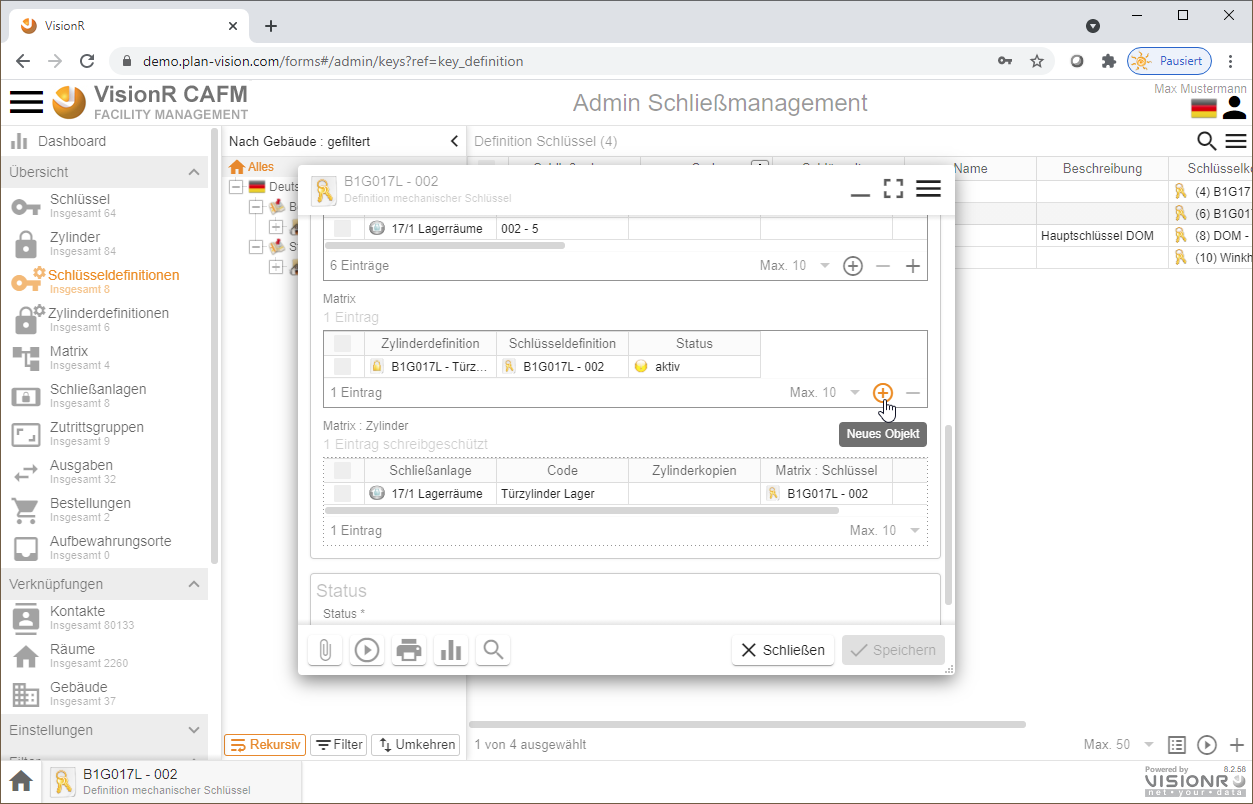 VisionR
demo.plan-vision.com/forms#/admin/keys?ref=key_definition
Pausiert
VisionR CAFM
FACILITY MANAGEMENT
Admin Schließmanagement
Max Mustermann
Dashboard
Übersicht
Schlüssel
Insgesamt 64
Zylinder
Insgesamt 84
Schlüsseldefinitionen
Insgesamt 8
Zylinderdefinitionen
Insgesamt 6
Matrix
Insgesamt 4
Schließanlagen
Insgesamt 8
Zutrittsgruppen
Insgesamt 9
Ausgaben
Insgesamt 32
Bestellungen
Insgesamt 2
Aufbewahrungsorte
Insgesamt 0
Verknüpfungen
Kontakte
Insgesamt 80133
Räume
Insgesamt 2260
Gebäude
Insgesamt 37
Einstellungen
Nach Gebäude : gefiltert
Alles
Deuts
B
S
Rekursiv
Filter
Umkehren
Definition Schlüssel (4)
Name
Beschreibung
Schlüsselko
(4) B1G17
(6) B1G017
Hauptschlüssel DOM
(8) DOM -
(10) Winkh
B1G017L - 002
Definition mechanischer Schlüssel
17/1 Lagerräume
002 - 5
6 Einträge
Max. 10
Matrix
1 Eintrag
Zylinderdefinition
Schlüsseldefinition
Status
B1G017L - Türz...
B1G017L - 002
aktiv
1 Eintrag
Max. 10
Neues Objekt
Matrix : Zylinder
1 Eintrag schreibgeschützt
Schließanlage
Code
Zylinderkopien
Matrix : Schlüssel
17/1 Lagerräume
Türzylinder Lager
B1G017L - 002
1 Eintrag
Max. 10
Status
Status *
Schließen
Speichern
1 von 4 ausgewählt
Max. 50
B1G017L - 002
Definition mechanischer Schlüssel
Powered by
8.2.58
VISIONR
net • your • data